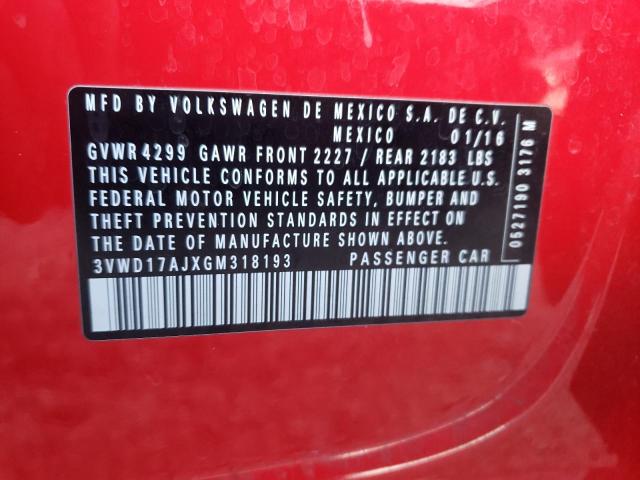 MFD BY VOLKSWAGEN DE MEXICO S.A. DE C.V.
MEXICO 01/16
GVWR 4299 GAWR FRONT 2227 / REAR 2183 LBS
THIS VEHICLE CONFORMS TO ALL APPLICABLE U.S.
FEDERAL MOTOR VEHICLE SAFETY, BUMPER AND
THEFT PREVENTION STANDARDS IN EFFECT ON
THE DATE OF MANUFACTURE SHOWN ABOVE.
3VWD17AJXGM318193 PASSENGER CAR
0627190 3176 M